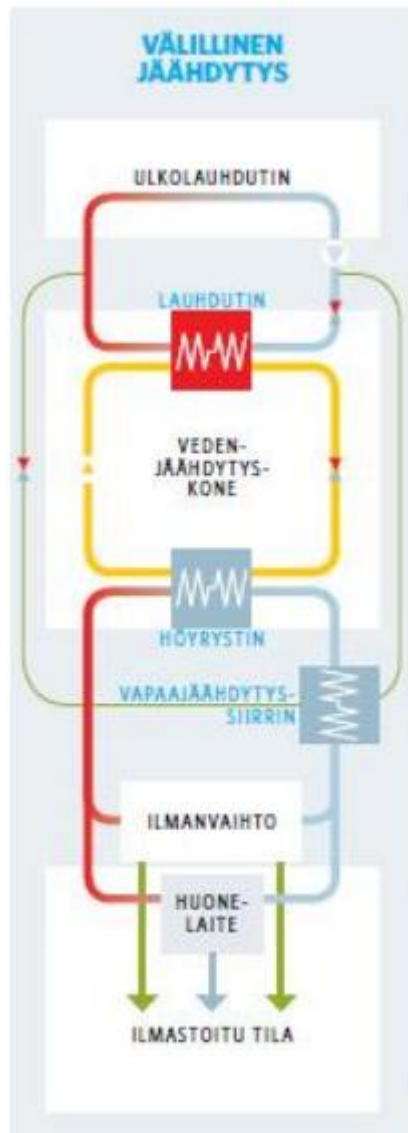 VÄLILLINEN
JÄÄHDYTYS
ULKOLAUHDUTIN
LAUHDUTIN
VEDEN-
JÄÄHDYTYS-
KONE
HÖYRYSTIN
VAPAAJÄÄHDYTYS-
SIIRRIN
ILMANVAIHTO
HUONE-
LAITE
ILMASTOITU TILA